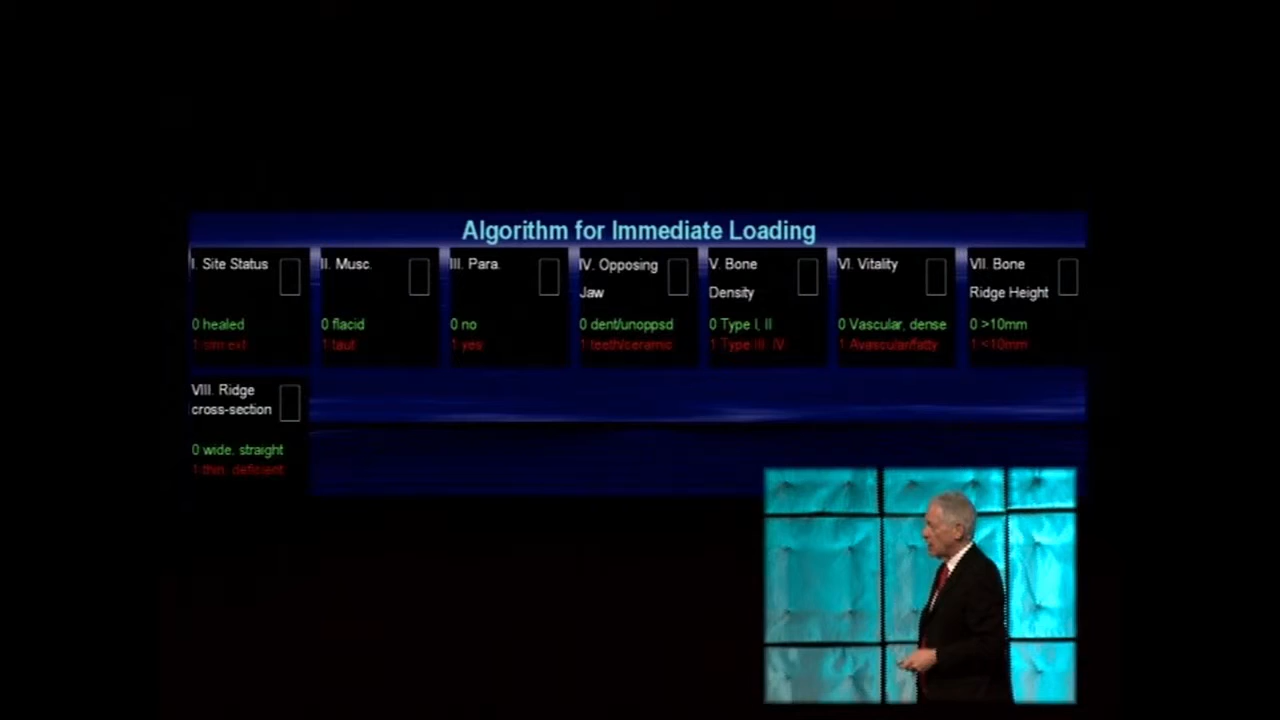 Algorithm for Immediate Loading
I. Site Status
0 healed
1 sim ext
II. Musc.
0 flacid
1 taut
III. Para.
0 no
1 yes
IV. Opposing
Jaw
0 dent/unoppsd
1 teeth/ceramic
V. Bone
Density
0 Type I, II
1 Type III. IV
VI. Vitality
0 Vascular, dense
1 Avascular/fatty
VII. Bone
Ridge Height
0 >10mm
1 <10mm
VIII. Ridge
cross-section
0 wide, straight
1 thin, deficient